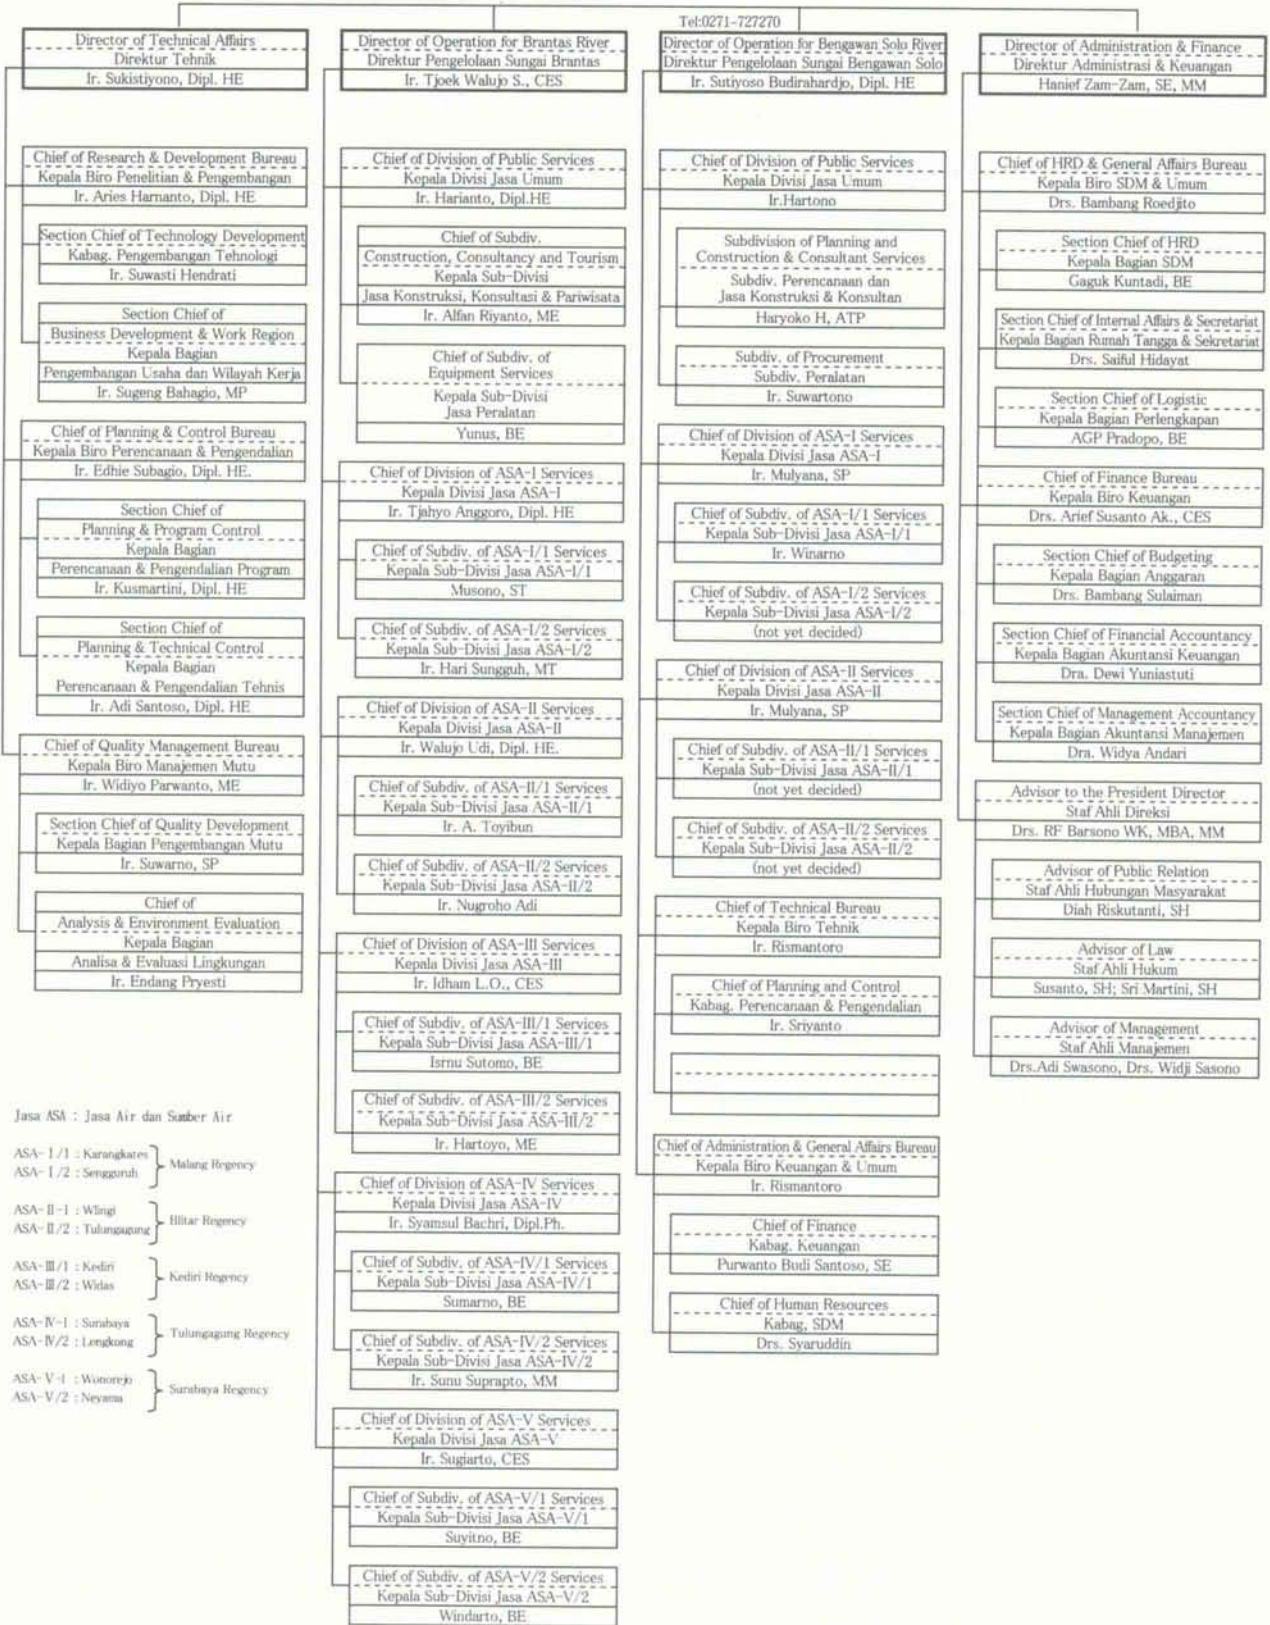 Tel:0271-727270
Director of Technical Affairs
Direktur Tehnik
Ir. Sukistiyono, Dipl. HE
Chief of Research & Development Bureau
Kepala Biro Penelitian & Pengembangan
Ir. Aries Harnanto, Dipl. HE
Section Chief of Technology Development
Kabag. Pengembangan Tehnologi
Ir. Suwasti Hendrati
Section Chief of
Business Development & Work Region
Kepala Bagian
Pengembangan Usaha dan Wilayah Kerja
Ir. Sugeng Bahagio, MP
Chief of Planning & Control Bureau
Kepala Biro Perencanaan & Pengendalian
Ir. Edhie Subagio, Dipl. HE.
Section Chief of
Planning & Program Control
Kepala Bagian
Perencanaan & Pengendalian Program
Ir. Kusmartini, Dipl. HE
Section Chief of
Planning & Technical Control
Kepala Bagian
Perencanaan & Pengendalian Tehnis
Ir. Adi Santoso, Dipl. HE
Chief of Quality Management Bureau
Kepala Biro Manajemen Mutu
Ir. Widiyo Parwanto, ME
Section Chief of Quality Development
Kepala Bagian Pengembangan Mutu
Ir. Suwarno, SP
Chief of
Analysis & Environment Evaluation
Kepala Bagian
Analisa & Evaluasi Lingkungan
Ir. Endang Pryesti
Jasa ASA : Jasa Air dan Sumber Air
ASA-I/1 : Karangkates
ASA-I/2 : Sengguruh
Malang Regency
ASA-II-1 : Wlingi
ASA-II/2 : Tulungagung
Blitar Regency
ASA-III/1 : Kediri
ASA-III/2 : Widas
Kediri Regency
ASA-IV-1 : Surabaya
ASA-IV/2 : Lengkong
Tulungagung Regency
ASA-V-1 : Wonorejo
ASA-V/2 : Neyama
Surabaya Regency
Director of Operation for Brantas River
Direktur Pengelolaan Sungai Brantas
Ir. Tjoek Walujo S., CES
Chief of Division of Public Services
Kepala Divisi Jasa Umum
Ir. Harianto, Dipl.HE
Chief of Subdiv.
Construction, Consultancy and Tourism
Kepala Sub-Divisi
Jasa Konstruksi, Konsultasi & Pariwisata
Ir. Alfan Riyanto, ME
Chief of Subdiv. of
Equipment Services
Kepala Sub-Divisi
Jasa Peralatan
Yunus, BE
Chief of Division of ASA-I Services
Kepala Divisi Jasa ASA-I
Ir. Tjahyo Anggoro, Dipl. HE
Chief of Subdiv. of ASA-I/1 Services
Kepala Sub-Divisi Jasa ASA-I/1
Musono, ST
Chief of Subdiv. of ASA-I/2 Services
Kepala Sub-Divisi Jasa ASA-I/2
Ir. Hari Sungguh, MT
Chief of Division of ASA-II Services
Kepala Divisi Jasa ASA-II
Ir. Walujo Udi, Dipl. HE.
Chief of Subdiv. of ASA-II/1 Services
Kepala Sub-Divisi Jasa ASA-II/1
Ir. A. Toyibun
Chief of Subdiv. of ASA-II/2 Services
Kepala Sub-Divisi Jasa ASA-II/2
Ir. Nugroho Adi
Chief of Division of ASA-III Services
Kepala Divisi Jasa ASA-III
Ir. Idham L.O., CES
Chief of Subdiv. of ASA-III/1 Services
Kepala Sub-Divisi Jasa ASA-III/1
Isrnu Sutomo, BE
Chief of Subdiv. of ASA-III/2 Services
Kepala Sub-Divisi Jasa ASA-III/2
Ir. Hartoyo, ME
Chief of Division of ASA-IV Services
Kepala Divisi Jasa ASA-IV
Ir. Syamsul Bachri, Dipl.Ph.
Chief of Subdiv. of ASA-IV/1 Services
Kepala Sub-Divisi Jasa ASA-IV/1
Sumarno, BE
Chief of Subdiv. of ASA-IV/2 Services
Kepala Sub-Divisi Jasa ASA-IV/2
Ir. Sunu Suprapto, MM
Chief of Division of ASA-V Services
Kepala Divisi Jasa ASA-V
Ir. Sugiarto, CES
Chief of Subdiv. of ASA-V/1 Services
Kepala Sub-Divisi Jasa ASA-V/1
Suyitno, BE
Chief of Subdiv. of ASA-V/2 Services
Kepala Sub-Divisi Jasa ASA-V/2
Windarto, BE
Director of Operation for Bengawan Solo River
Direktur Pengelolaan Sungai Bengawan Solo
Ir. Sutiyoso Budirahardjo, Dipl. HE
Chief of Division of Public Services
Kepala Divisi Jasa Umum
Ir.Hartono
Subdivision of Planning and
Construction & Consultant Services
Subdiv. Perencanaan dan
Jasa Konstruksi & Konsultan
Haryoko H, ATP
Subdiv. of Procurement
Subdiv. Peralatan
Ir. Suwartono
Chief of Division of ASA-I Services
Kepala Divisi Jasa ASA-I
Ir. Mulyana, SP
Chief of Subdiv. of ASA-I/1 Services
Kepala Sub-Divisi Jasa ASA-I/1
Ir. Winarno
Chief of Subdiv. of ASA-I/2 Services
Kepala Sub-Divisi Jasa ASA-I/2
(not yet decided)
Chief of Division of ASA-II Services
Kepala Divisi Jasa ASA-II
Ir. Mulyana, SP
Chief of Subdiv. of ASA-II/1 Services
Kepala Sub-Divisi Jasa ASA-II/1
(not yet decided)
Chief of Subdiv. of ASA-II/2 Services
Kepala Sub-Divisi Jasa ASA-II/2
(not yet decided)
Chief of Technical Bureau
Kepala Biro Tehnik
Ir. Rismantoro
Chief of Planning and Control
Kabag. Perencanaan & Pengendalian
Ir. Sriyanto
Chief of Administration & General Affairs Bureau
Kepala Biro Keuangan & Umum
Ir. Rismantoro
Chief of Finance
Kabag. Keuangan
Purwanto Budi Santoso, SE
Chief of Human Resources
Kabag, SDM
Drs. Syaruddin
Director of Administration & Finance
Direktur Administrasi & Keuangan
Hanief Zam-Zam, SE, MM
Chief of HRD & General Affairs Bureau
Kepala Biro SDM & Umum
Drs. Bambang Roedjito
Section Chief of HRD
Kepala Bagian SDM
Gaguk Kuntadi, BE
Section Chief of Internal Affairs & Secretariat
Kepala Bagian Rumah Tangga & Sekretariat
Drs. Saiful Hidayat
Section Chief of Logistic
Kepala Bagian Perlengkapan
AGP Pradopo, BE
Chief of Finance Bureau
Kepala Biro Keuangan
Drs. Arief Susanto Ak., CES
Section Chief of Budgeting
Kepala Bagian Anggaran
Drs. Bambang Sulaiman
Section Chief of Financial Accountancy
Kepala Bagian Akuntansi Keuangan
Dra. Dewi Yuniastuti
Section Chief of Management Accountancy
Kepala Bagian Akuntansi Manajemen
Dra. Widya Andari
Advisor to the President Director
Staf Ahli Direksi
Drs. RF Barsono WK, MBA, MM
Advisor of Public Relation
Staf Ahli Hubungan Masyarakat
Diah Riskutanti, SH
Advisor of Law
Staf Ahli Hukum
Susanto, SH; Sri Martini, SH
Advisor of Management
Staf Ahli Manajemen
Drs.Adi Swasono, Drs. Widji Sasono